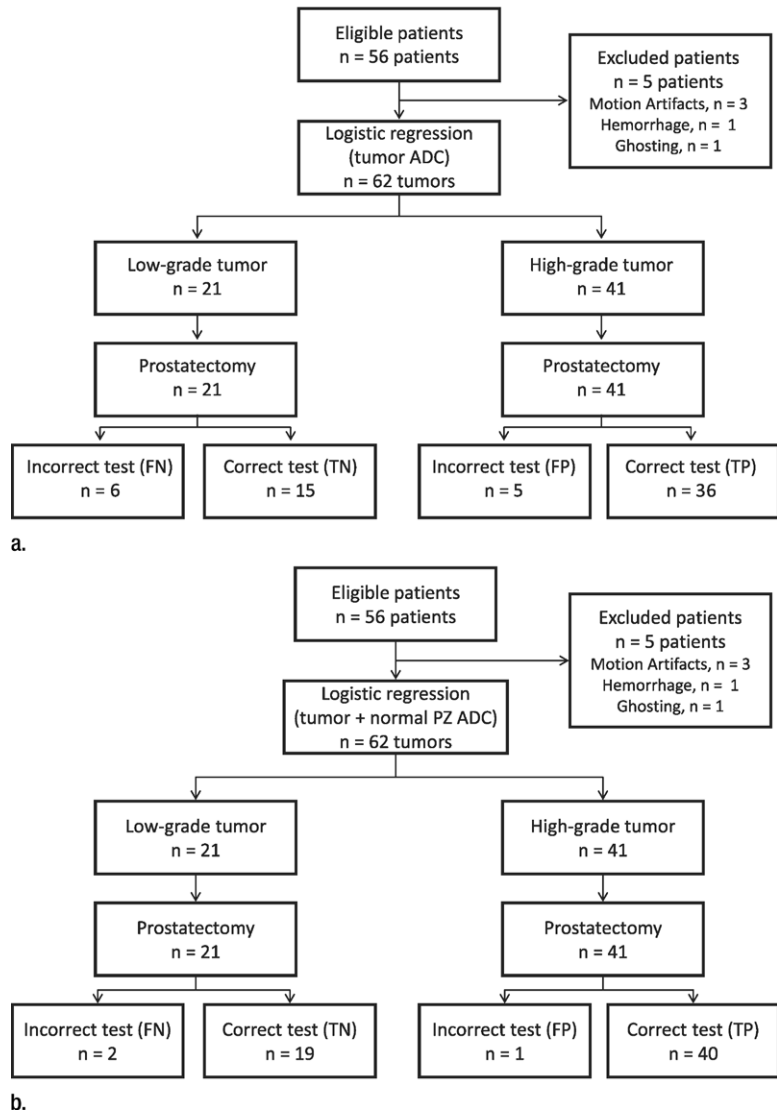 Eligible patients
n = 56 patients
Excluded patients
n = 5 patients
Motion Artifacts, n = 3
Hemorrhage, n = 1
Ghosting, n = 1
Logistic regression
(tumor ADC)
n = 62 tumors
Low-grade tumor
n = 21
High-grade tumor
n = 41
Prostatectomy
n = 21
Prostatectomy
n = 41
Incorrect test (FN)
n = 6
Correct test (TN)
n = 15
Incorrect test (FP)
n = 5
Correct test (TP)
n = 36
a.
Eligible patients
n = 56 patients
Excluded patients
n = 5 patients
Motion Artifacts, n = 3
Hemorrhage, n = 1
Ghosting, n = 1
Logistic regression
(tumor + normal PZ ADC)
n = 62 tumors
Low-grade tumor
n = 21
High-grade tumor
n = 41
Prostatectomy
n = 21
Prostatectomy
n = 41
Incorrect test (FN)
n = 2
Correct test (TN)
n = 19
Incorrect test (FP)
n = 1
Correct test (TP)
n = 40
b.